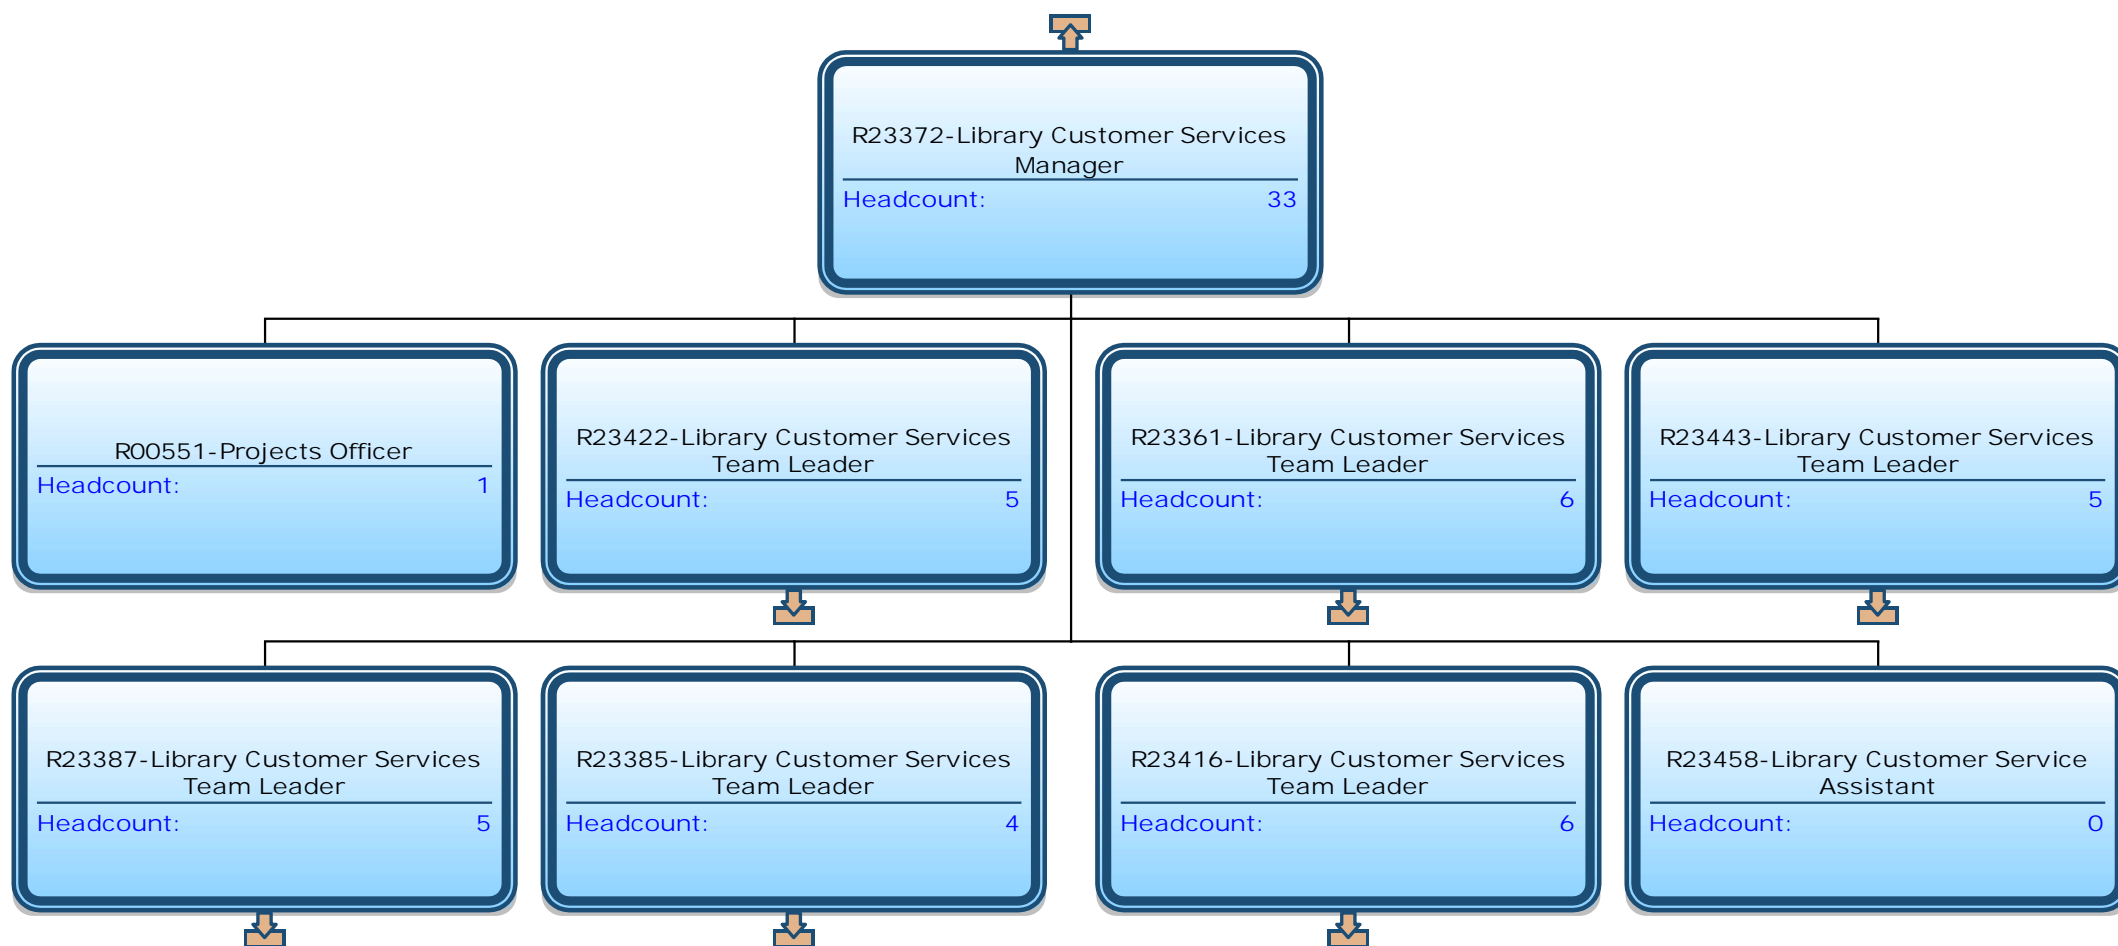 R23372-Library Customer Services
Manager
Headcount: 33
R00551-Projects Officer
Headcount: 1
R23422-Library Customer Services
Team Leader
Headcount: 5
R23361-Library Customer Services
Team Leader
Headcount: 6
R23443-Library Customer Services
Team Leader
Headcount: 5
R23387-Library Customer Services
Team Leader
Headcount: 5
R23385-Library Customer Services
Team Leader
Headcount: 4
R23416-Library Customer Services
Team Leader
Headcount: 6
R23458-Library Customer Service
Assistant
Headcount: 0